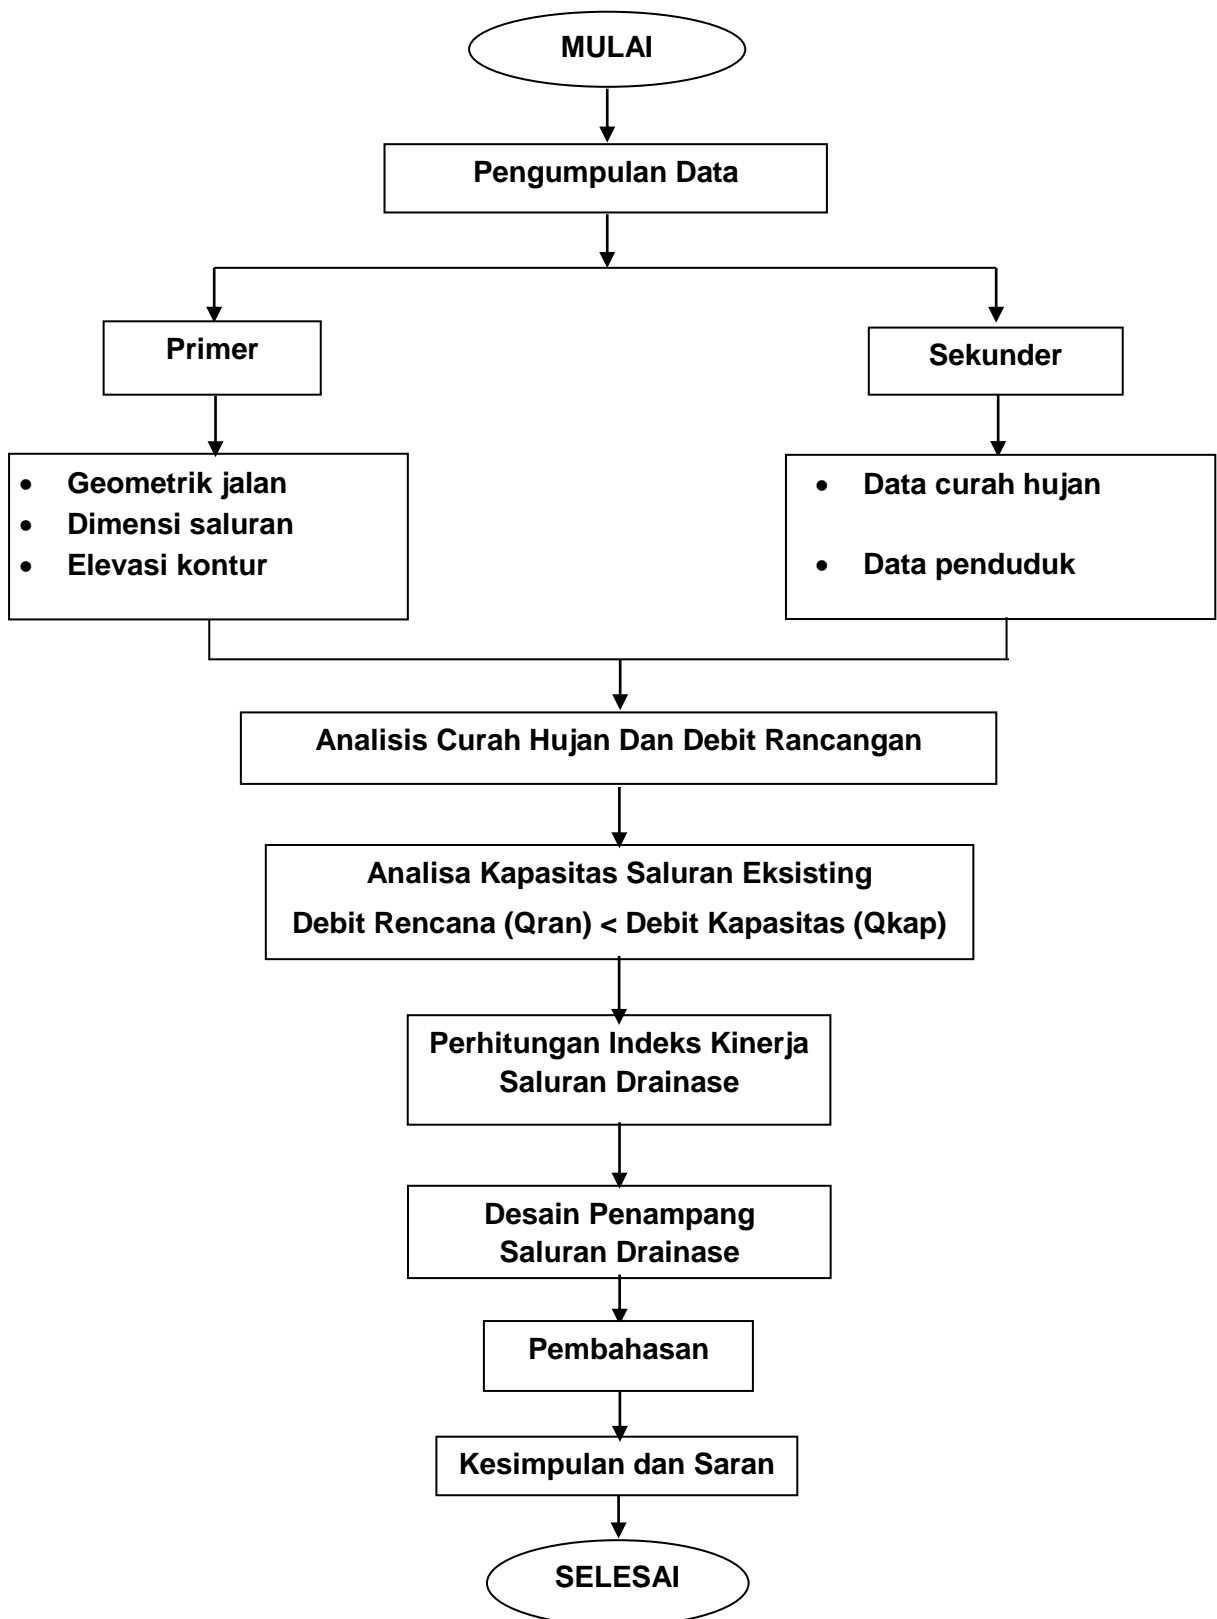 MULAI
Pengumpulan Data
Primer
Sekunder
• Geometrik jalan
• Dimensi saluran
• Elevasi kontur
• Data curah hujan
• Data penduduk
Analisis Curah Hujan Dan Debit Rancangan
Analisa Kapasitas Saluran Eksisting
Debit Rencana (Qran) < Debit Kapasitas (Qkap)
Perhitungan Indeks Kinerja
Saluran Drainase
Desain Penampang
Saluran Drainase
Pembahasan
Kesimpulan dan Saran
SELESAI